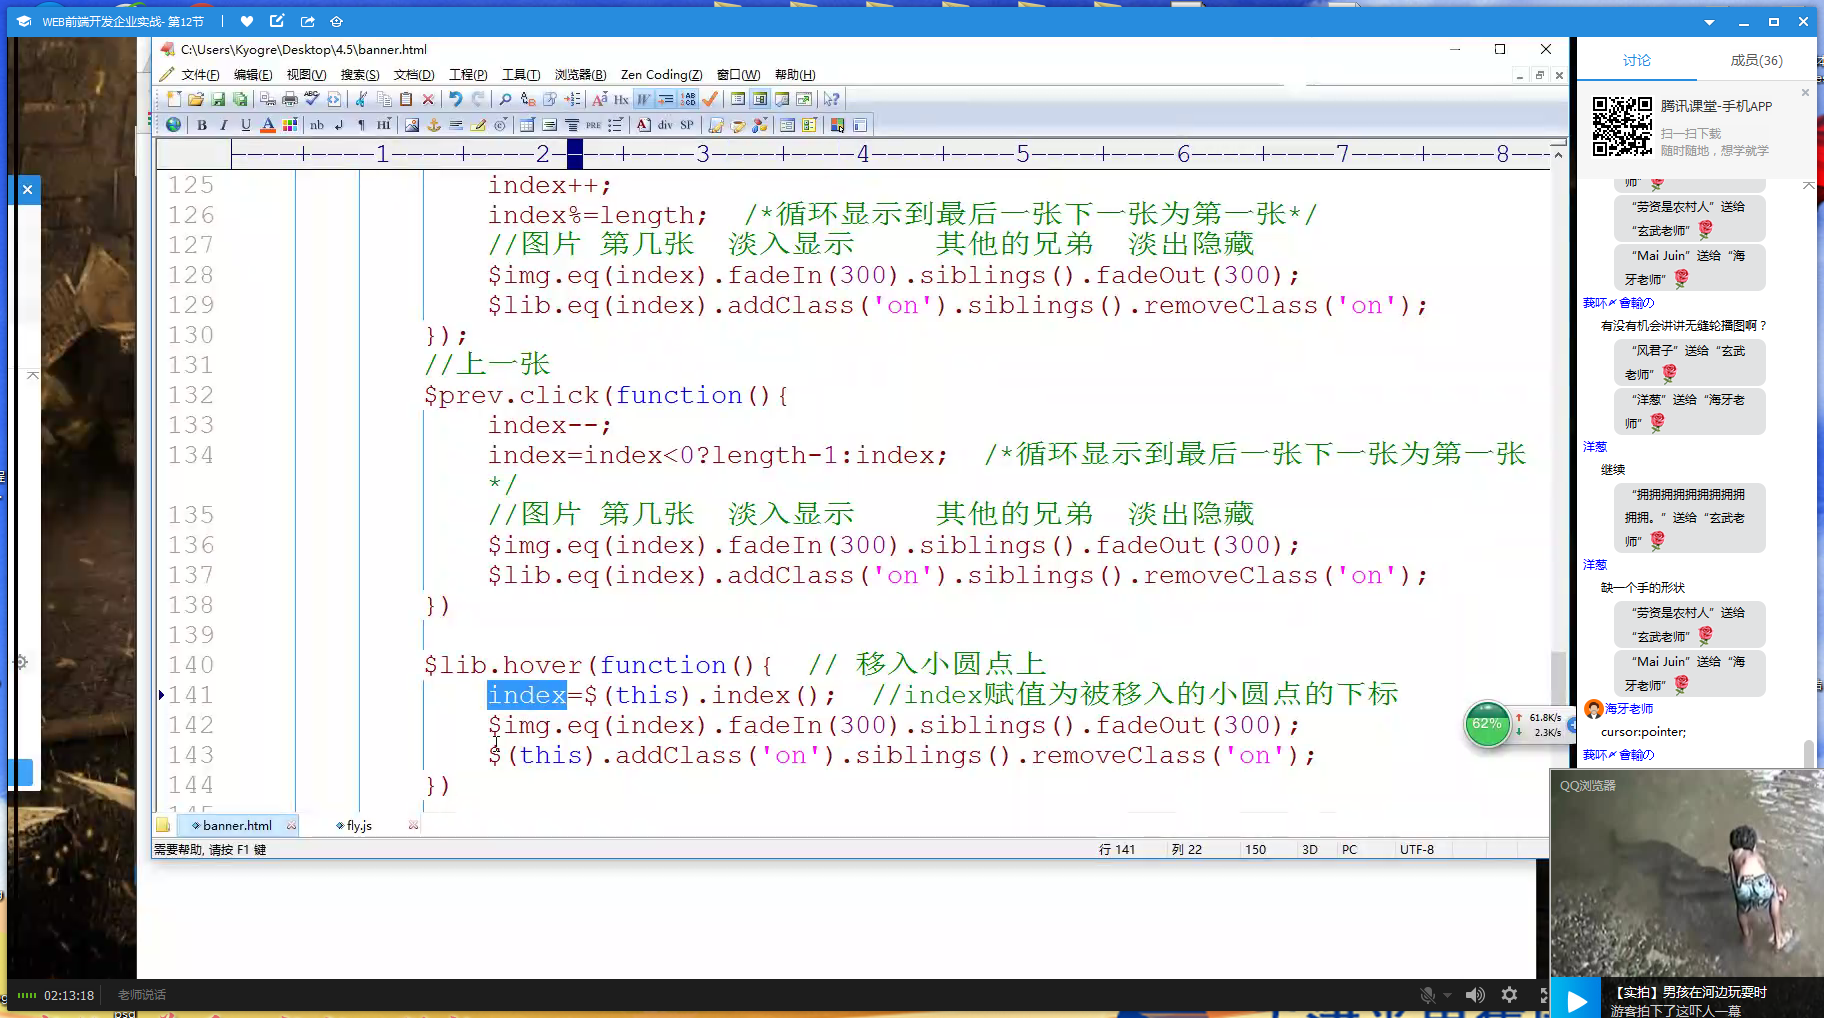 WEB前端开发企业实战- 第12节
C:\Users\Kyogre\Desktop\4.5\banner.html
文件(F) 编辑(E) 视图(V) 搜索(S) 文档(D) 工程(P) 工具(T) 浏览器(B) Zen Coding(Z) 窗口(W) 帮助(H)
----+----1----+----2----+----3----+----4----+----5----+----6----+----7----+----8---
125 index++;
126 index%=length; /*循环显示到最后一张下一张为第一张*/
127 //图片 第几张 淡入显示 其他的兄弟 淡出隐藏
128 $img.eq(index).fadeIn(300).siblings().fadeOut(300);
129 $lib.eq(index).addClass('on').siblings().removeClass('on');
130 });
131 //上一张
132 $prev.click(function(){
133 index--;
134 index=index<0?length-1:index; /*循环显示到最后一张下一张为第一张
*/
135 //图片 第几张 淡入显示 其他的兄弟 淡出隐藏
136 $img.eq(index).fadeIn(300).siblings().fadeOut(300);
137 $lib.eq(index).addClass('on').siblings().removeClass('on');
138 })
139
140 $lib.hover(function(){ // 移入小圆点上
141 index=$(this).index(); //index赋值为被移入的小圆点的下标
142 $img.eq(index).fadeIn(300).siblings().fadeOut(300);
143 $(this).addClass('on').siblings().removeClass('on');
144 })
banner.html fly.js
需要帮助, 请按 F1 键
行 141 列 22 150 3D PC UTF-8
02:13:18 老师说话
讨论 成员(36)
腾讯课堂-手机APP
扫一扫下载
随时随地，想学就学
师”
“劳资是农村人”送给
“玄武老师”
“Mai Juin”送给“海
牙老师”
有没有机会讲讲无缝轮播图啊？
“风君子”送给“玄武
老师”
“洋葱”送给“海牙老
师”
洋葱
继续
“拥拥拥拥拥拥拥拥拥
拥拥。”送给“玄武老
师”
洋葱
缺一个手的形状
“劳资是农村人”送给
“玄武老师”
“Mai Juin”送给“海
牙老师”
海牙老师
cursor:pointer;
62%
61.8K/s
2.3K/s
QQ浏览器
【实拍】男孩在河边玩耍时
游客拍下了这吓人一幕